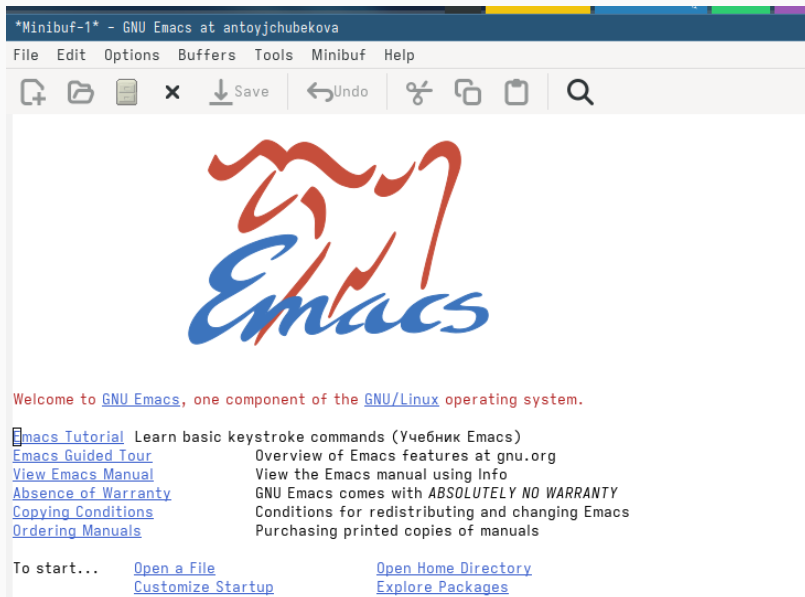 *Minibuf-1* - GNU Emacs at antoyjchubekova
File Edit Options Buffers Tools Minibuf Help
Save Undo
Emacs
Welcome to GNU Emacs, one component of the GNU/Linux operating system.
Emacs Tutorial Learn basic keystroke commands (Учебник Emacs)
Emacs Guided Tour Overview of Emacs features at gnu.org
View Emacs Manual View the Emacs manual using Info
Absence of Warranty GNU Emacs comes with ABSOLUTELY NO WARRANTY
Copying Conditions Conditions for redistributing and changing Emacs
Ordering Manuals Purchasing printed copies of manuals
To start... Open a File Open Home Directory
Customize Startup Explore Packages